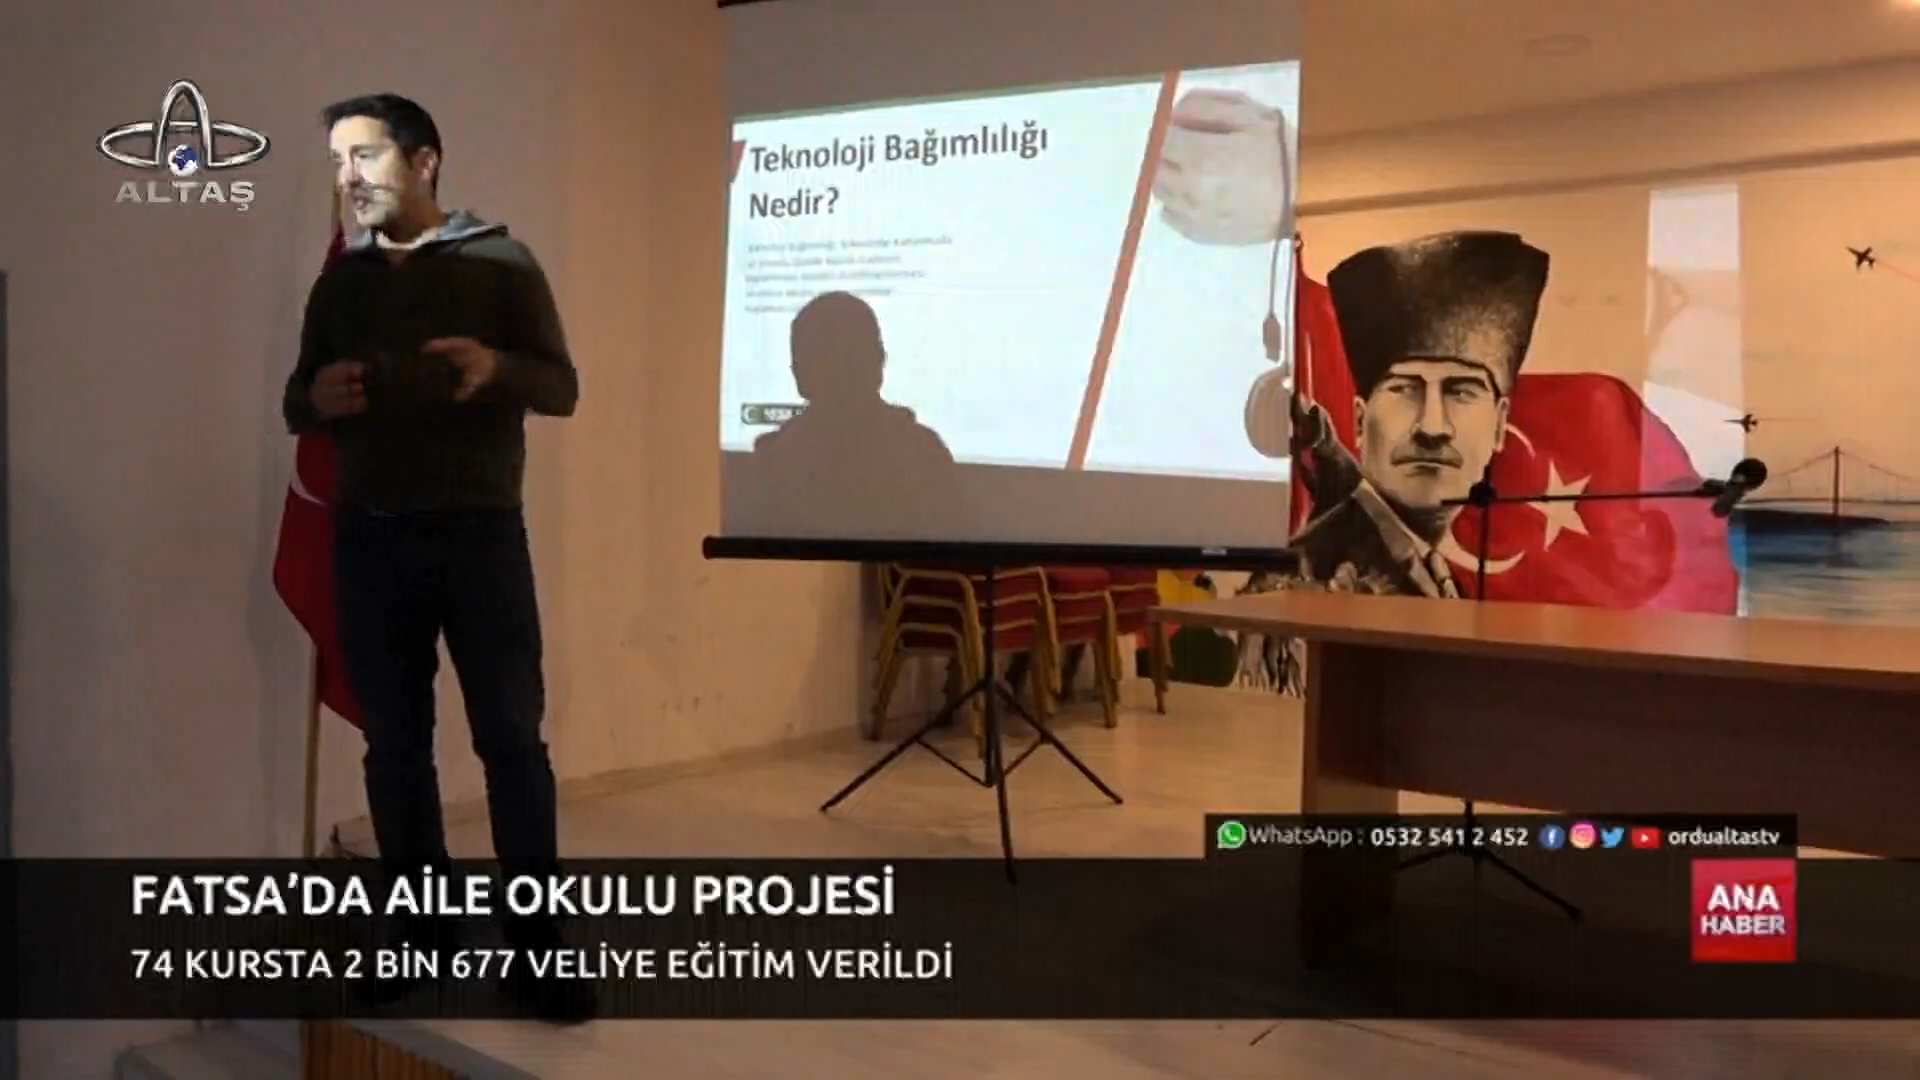 ALTAŞ
Teknoloji Bağımlılığı
Nedir?
WhatsApp : 0532 541 2 452 ordualtastv
FATSA’DA AİLE OKULU PROJESİ
74 KURSTA 2 BİN 677 VELİYE EĞİTİM VERİLDİ
ANA
HABER